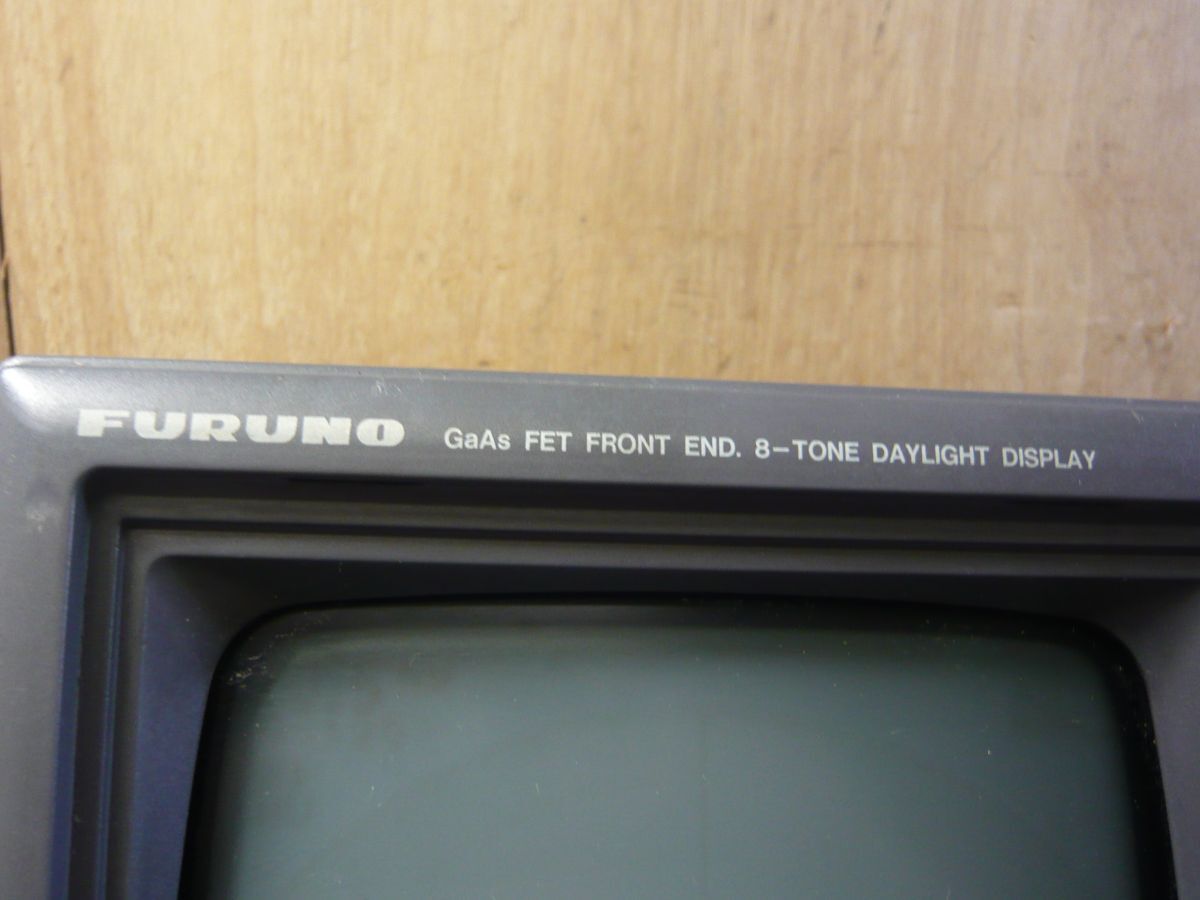 FURUNO GaAs FET FRONT END. 8-TONE DAYLIGHT DISPLAY